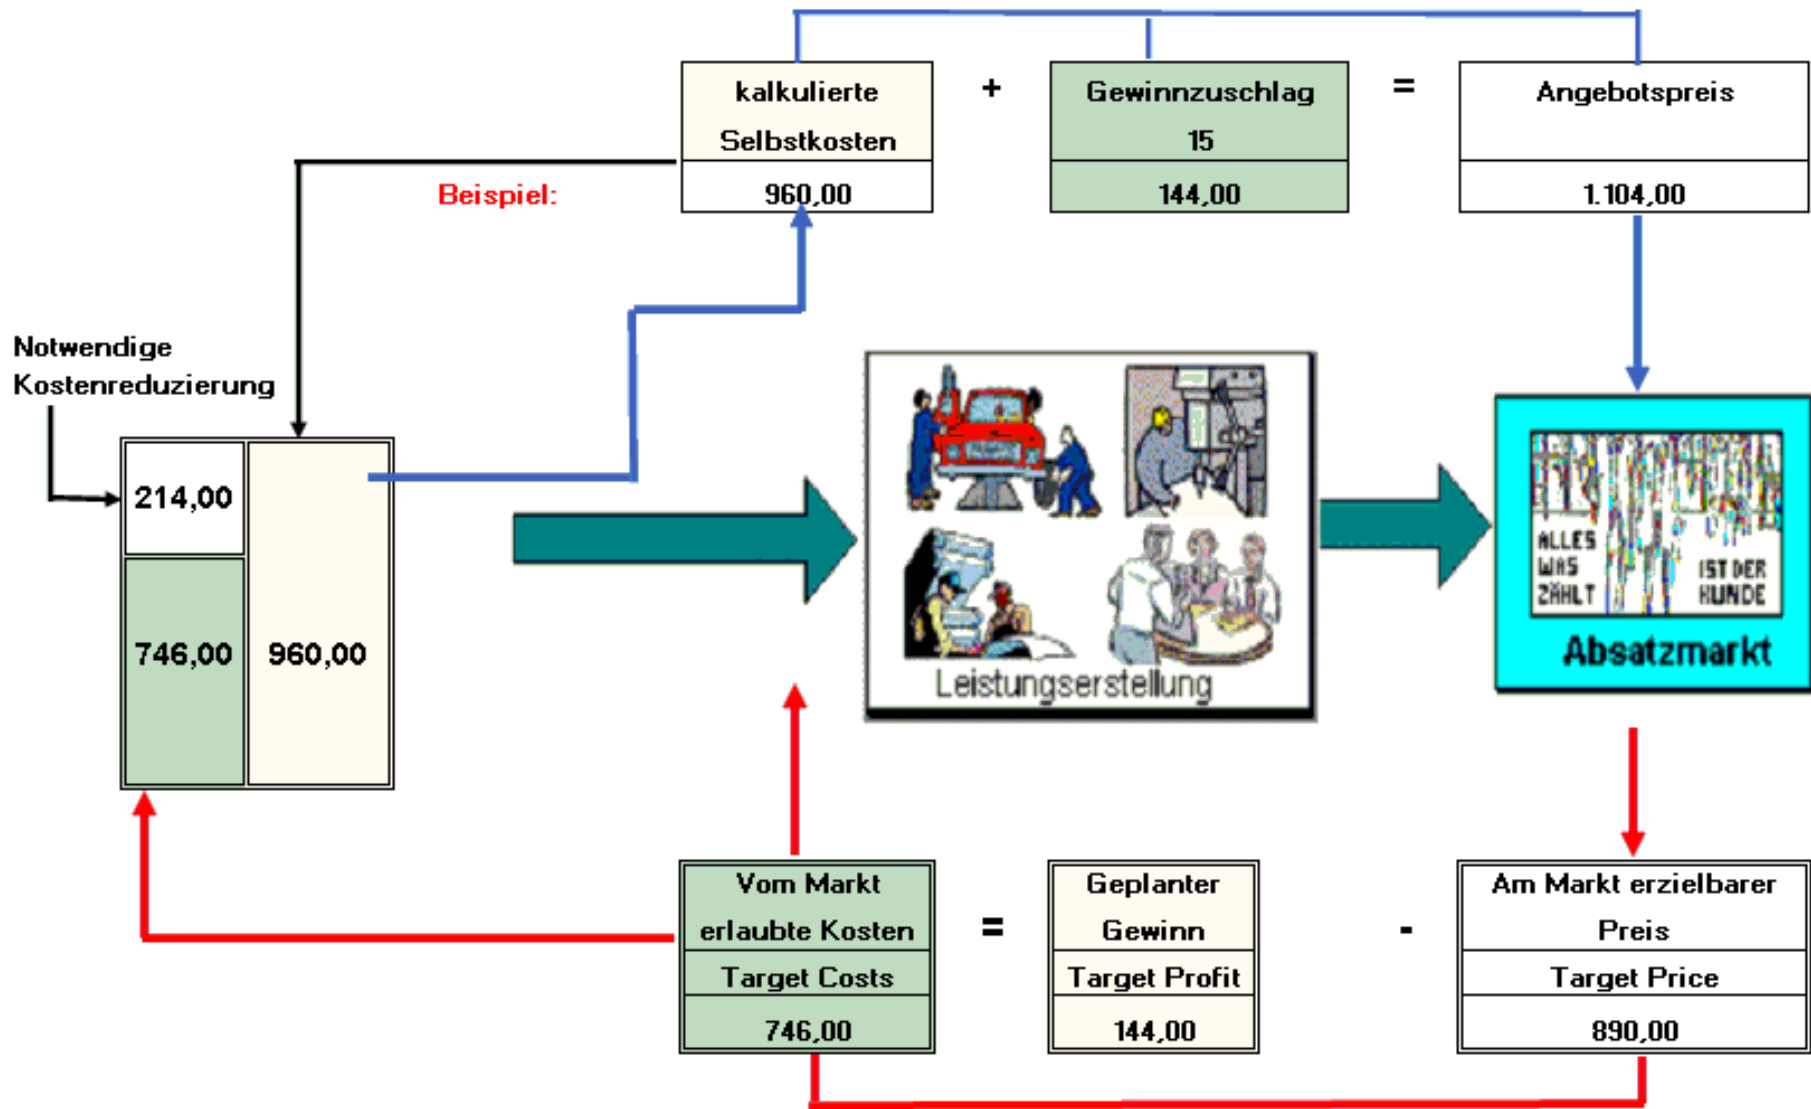 kalkulierte
Selbstkosten
960,00
+
Gewinnzuschlag
15
144,00
=
Angebotspreis
1.104,00
Beispiel:
Notwendige
Kostenreduzierung
214,00
746,00
960,00
Leistungserstellung
ALLES
WAS
ZÄHLT
IST DER
KUNDE
Absatzmarkt
Vom Markt
erlaubte Kosten
Target Costs
746,00
=
Geplanter
Gewinn
Target Profit
144,00
-
Am Markt erzielbarer
Preis
Target Price
890,00